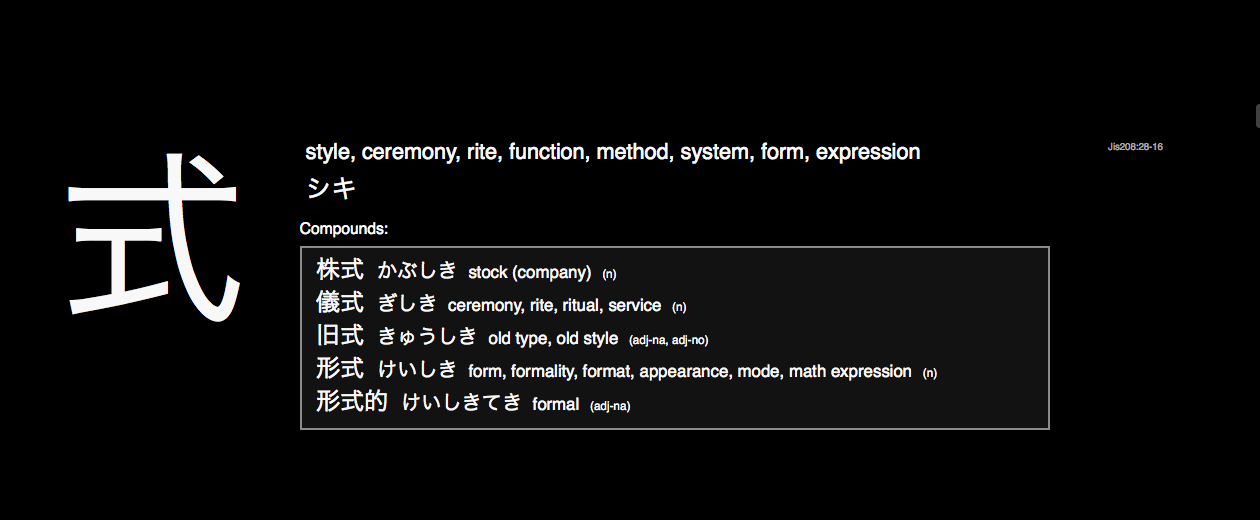 式
style, ceremony, rite, function, method, system, form, expression
Jis208:28-16
シキ
Compounds:
株式 かぶしき stock (company) (n)
儀式 ぎしき ceremony, rite, ritual, service (n)
旧式 きゅうしき old type, old style (adj-na, adj-no)
形式 けいしき form, formality, format, appearance, mode, math expression (n)
形式的 けいしきてき formal (adj-na)